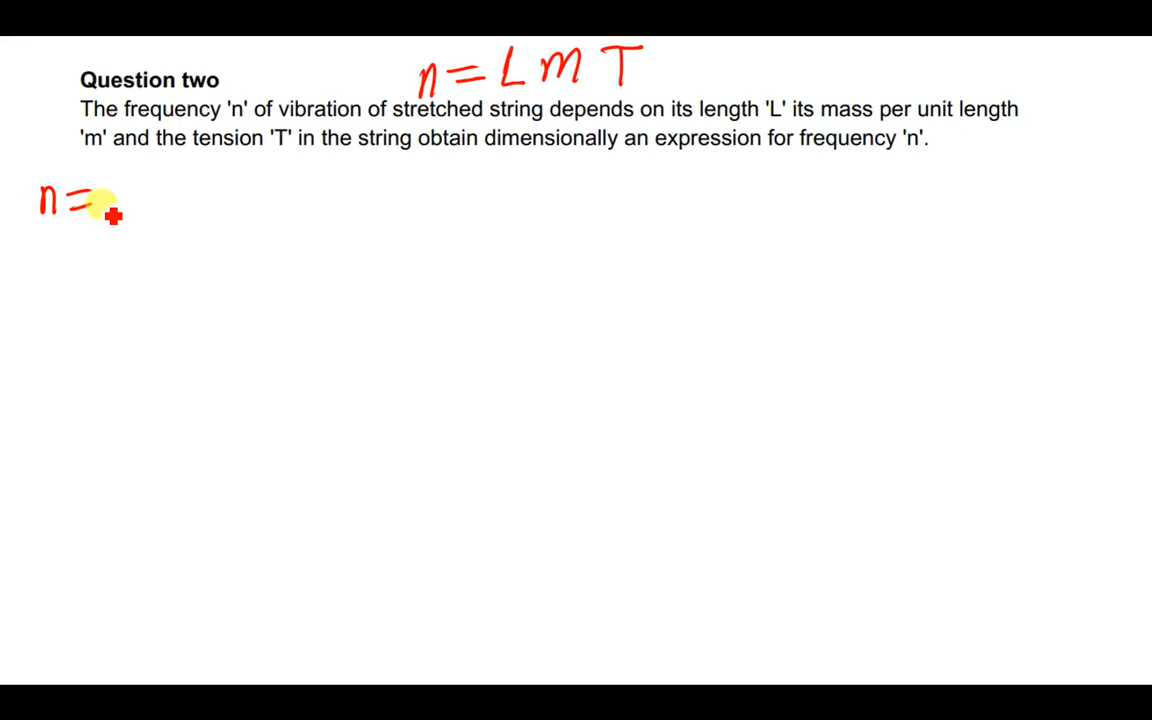 n = L m T
Question two
The frequency 'n' of vibration of stretched string depends on its length 'L' its mass per unit length
'm' and the tension 'T' in the string obtain dimensionally an expression for frequency 'n'.
n =